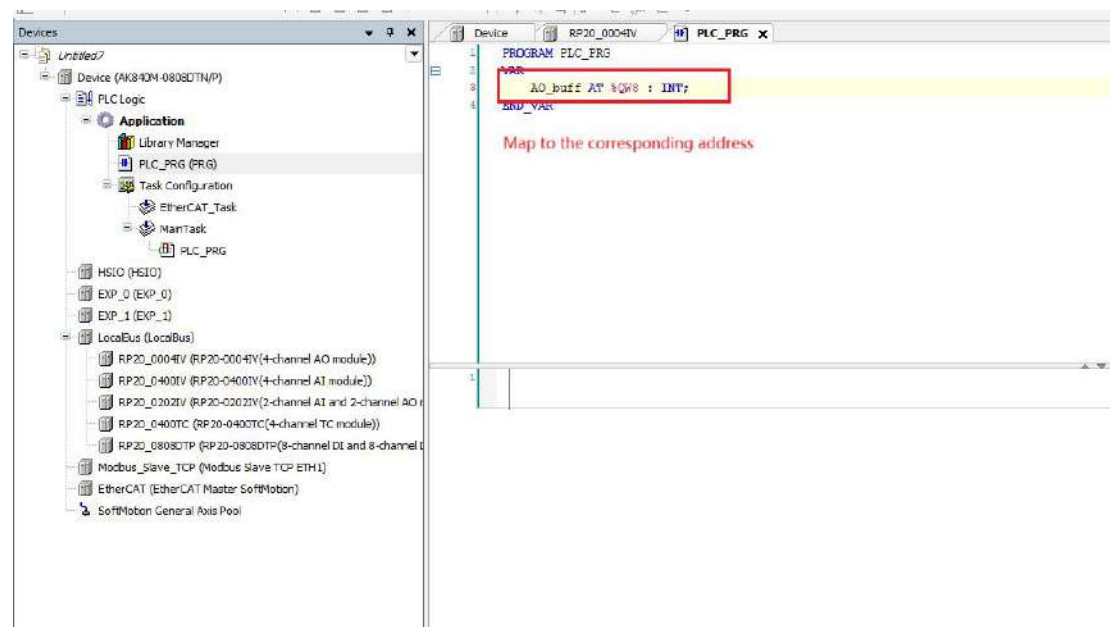 Devices
Untitled7
Device (AK840M-0808DTN/P)
PLC Logic
Application
Library Manager
PLC_PRG (PRG)
Task Configuration
EtherCAT_Task
MainTask
PLC_PRG
HSIO (HSIO)
EXP_0 (EXP_0)
EXP_1 (EXP_1)
LocalBus (LocalBus)
RP20_0004IV (RP20-0004IV(4-channel AO module))
RP20_0400IV (RP20-0400IV(4-channel AI module))
RP20_0202IV (RP20-0202IV(2-channel AI and 2-channel AO
RP20_0400TC (RP20-0400TC(4-channel TC module))
RP20_0808DTP (RP20-0808DTP(8-channel DI and 8-channel
Modbus_Slave_TCP (Modbus Slave TCP ETH1)
EtherCAT (EtherCAT Master SoftMotion)
SoftMotion General Axis Pool
Device RP20_0004IV PLC_PRG
1 PROGRAM PLC_PRG
2 VAR
3 AO_buff AT %QW8 : INT;
4 END_VAR
Map to the corresponding address
1